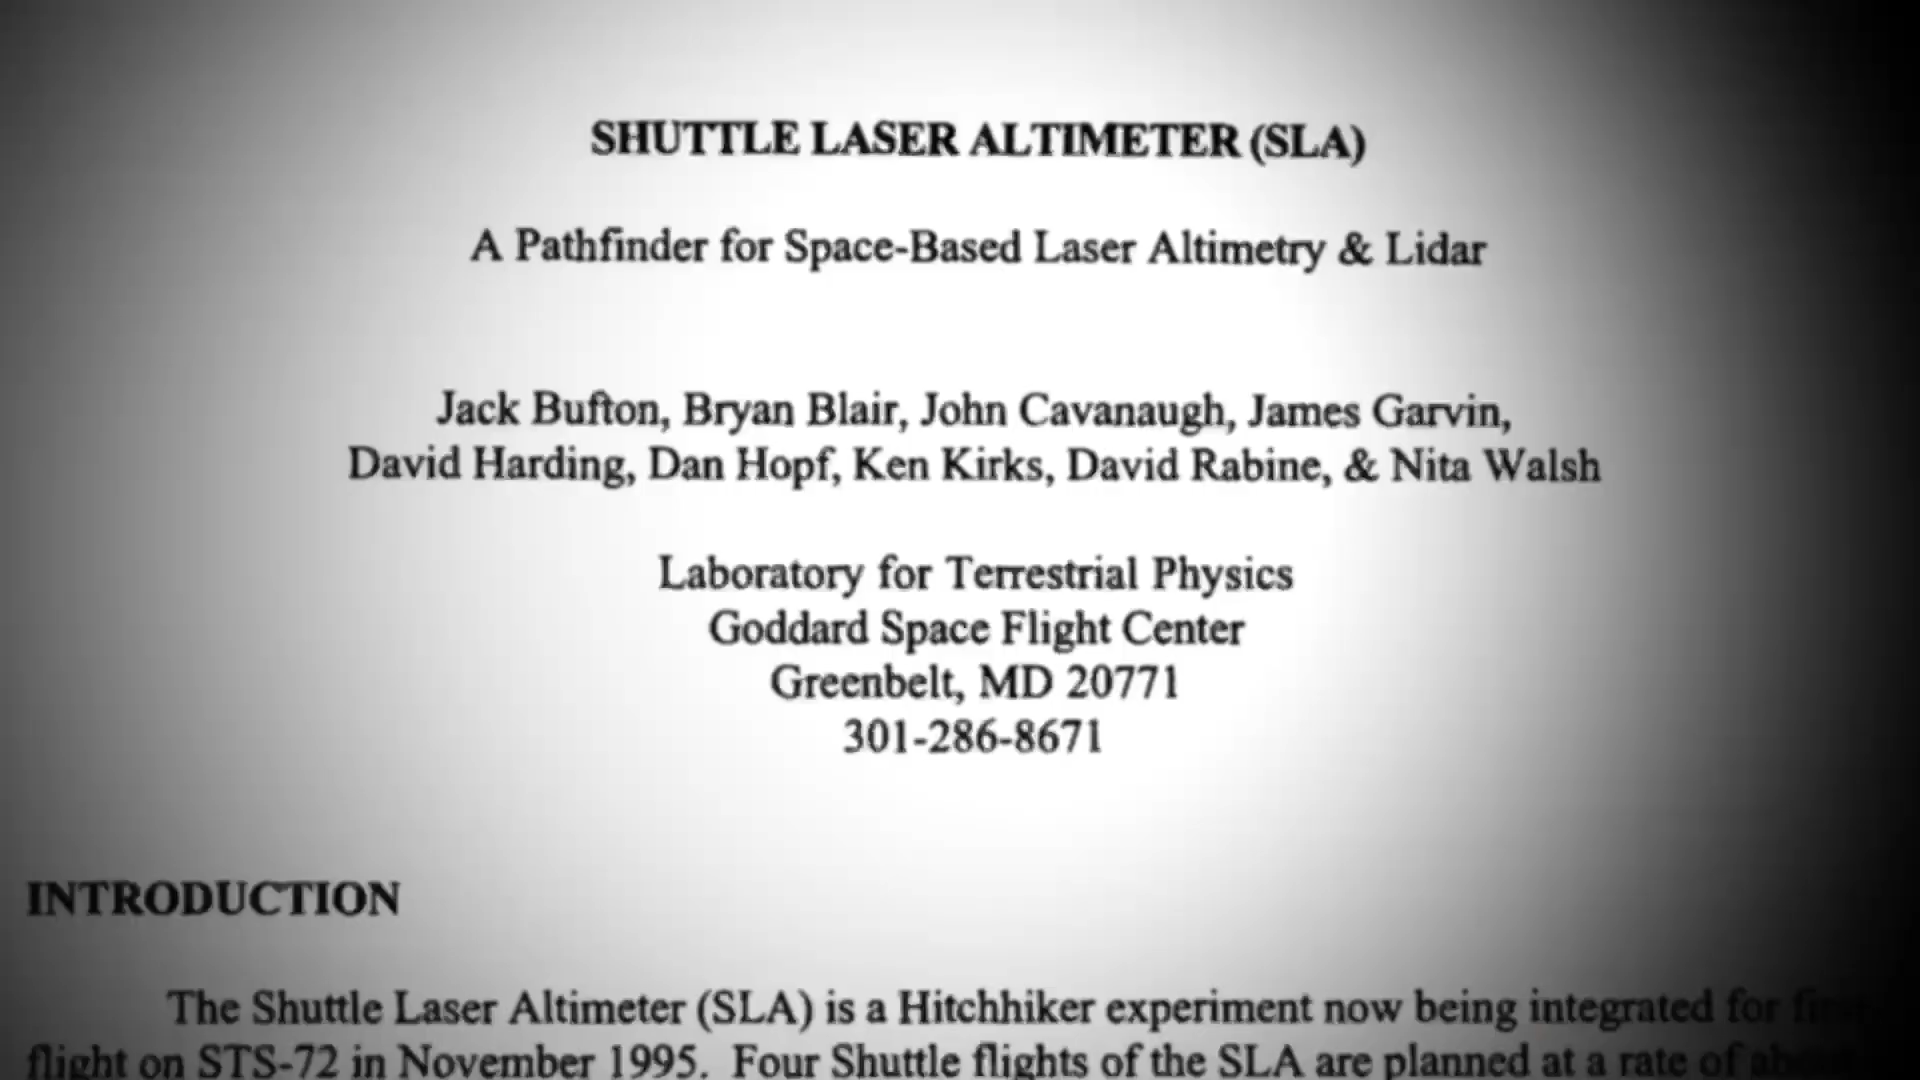 SHUTTLE LASER ALTIMETER (SLA)
A Pathfinder for Space-Based Laser Altimetry & Lidar
Jack Bufton, Bryan Blair, John Cavanaugh, James Garvin,
David Harding, Dan Hopf, Ken Kirks, David Rabine, & Nita Walsh
Laboratory for Terrestrial Physics
Goddard Space Flight Center
Greenbelt, MD 20771
301-286-8671
INTRODUCTION
The Shuttle Laser Altimeter (SLA) is a Hitchhiker experiment now being integrated for first
flight on STS-72 in November 1995. Four Shuttle flights of the SLA are planned at a rate of about